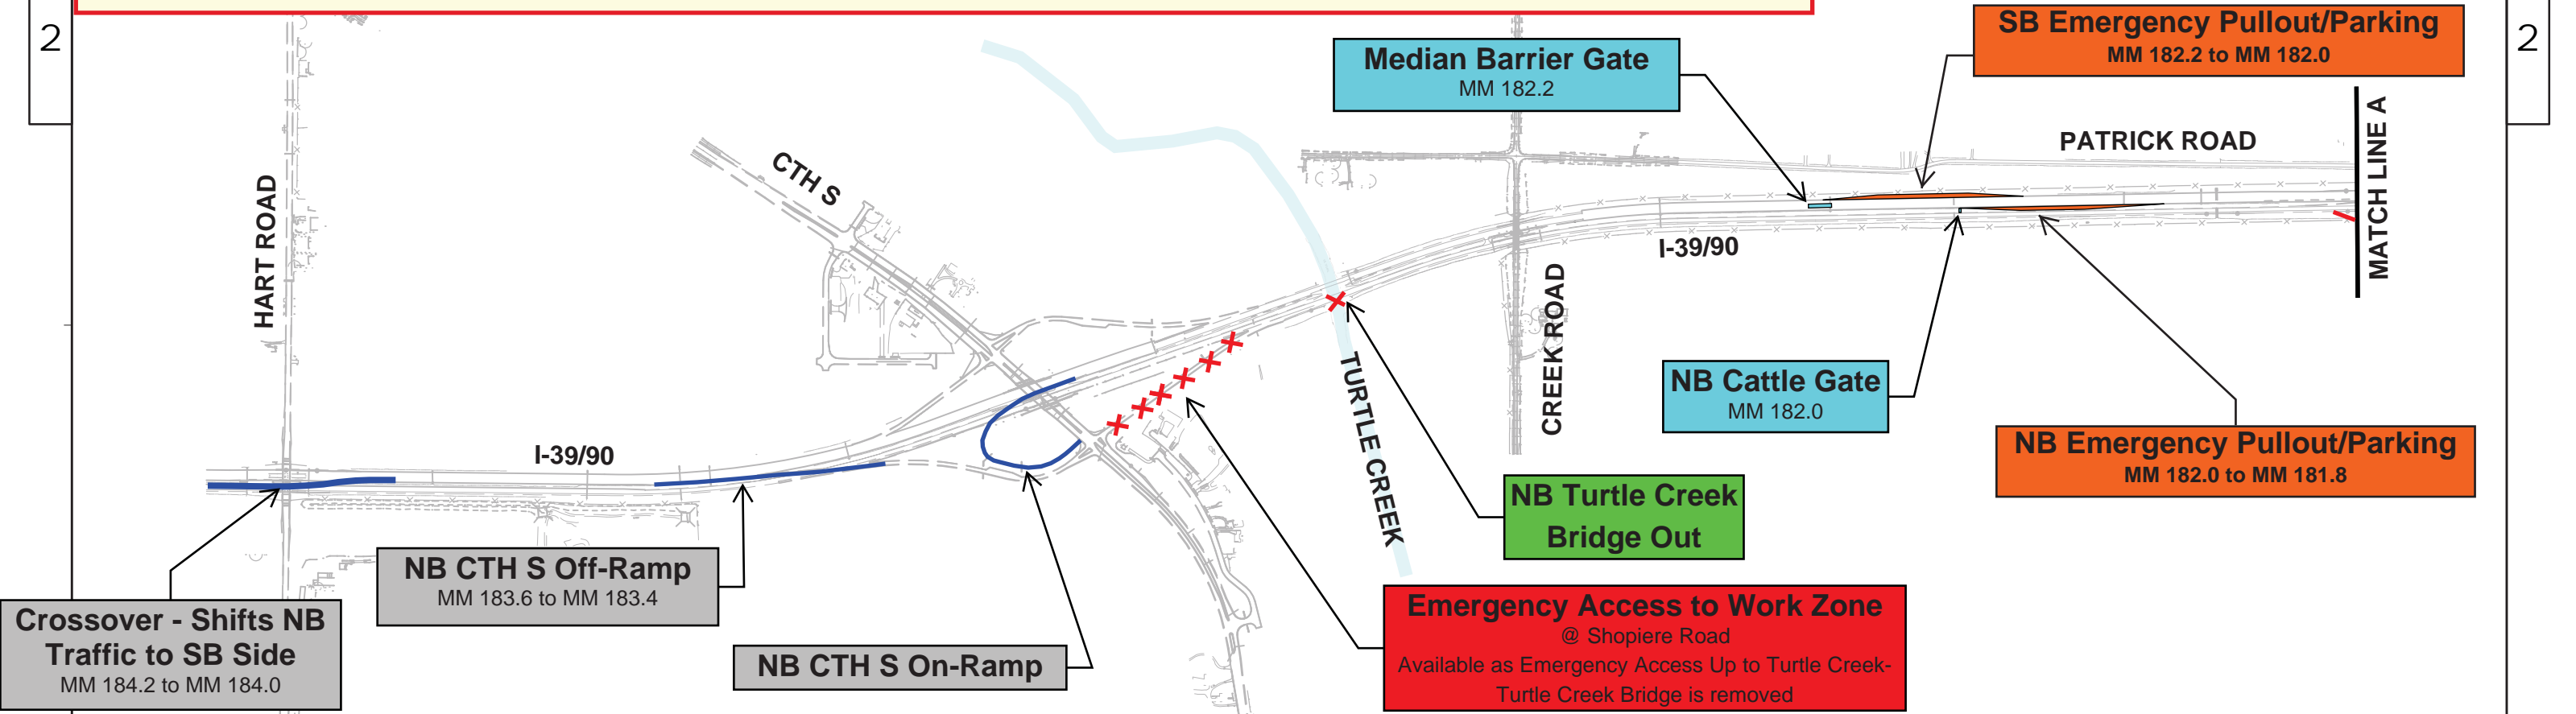 2
2
SB Emergency Pullout/Parking
MM 182.2 to MM 182.0
Median Barrier Gate
MM 182.2
PATRICK ROAD
MATCH LINE A
CTH S
HART ROAD
I-39/90
CREEK ROAD
TURTLE CREEK
NB Cattle Gate
MM 182.0
NB Emergency Pullout/Parking
MM 182.0 to MM 181.8
I-39/90
NB Turtle Creek
Bridge Out
NB CTH S Off-Ramp
MM 183.6 to MM 183.4
Crossover - Shifts NB
Traffic to SB Side
MM 184.2 to MM 184.0
NB CTH S On-Ramp
Emergency Access to Work Zone
@ Shopiere Road
Available as Emergency Access Up to Turtle Creek-
Turtle Creek Bridge is removed